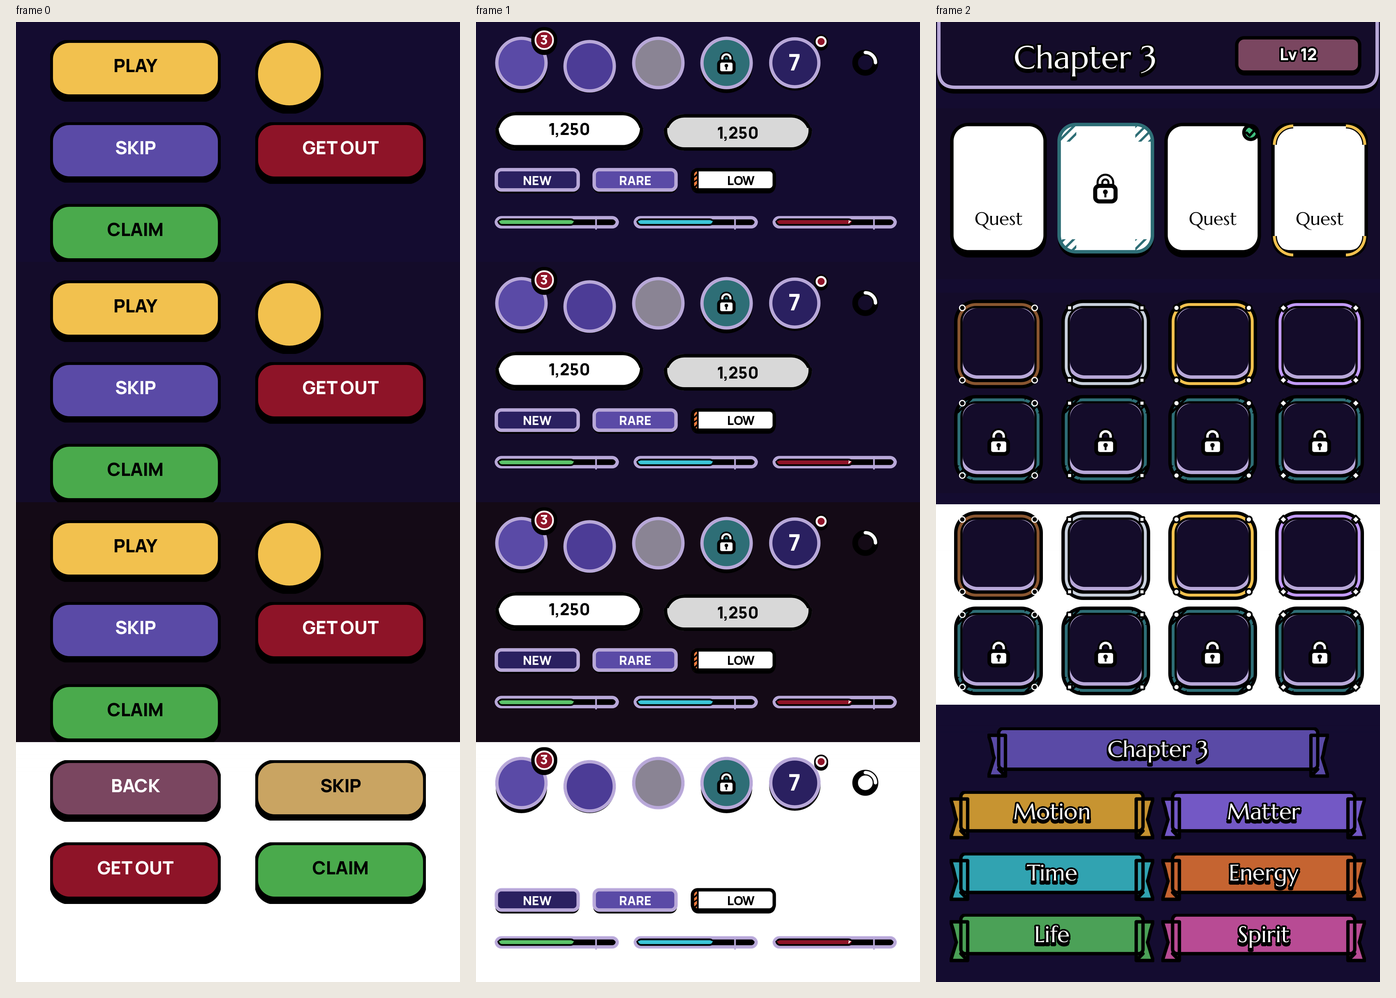 frame 0
PLAY
SKIP
GET OUT
CLAIM
PLAY
SKIP
GET OUT
CLAIM
PLAY
SKIP
GET OUT
CLAIM
BACK
SKIP
GET OUT
CLAIM
frame 1
3
7
1,250
1,250
NEW
RARE
LOW
3
7
1,250
1,250
NEW
RARE
LOW
3
7
1,250
1,250
NEW
RARE
LOW
3
7
NEW
RARE
LOW
frame 2
Chapter 3
Lv 12
Quest
Quest
Quest
Chapter 3
Motion
Matter
Time
Energy
Life
Spirit